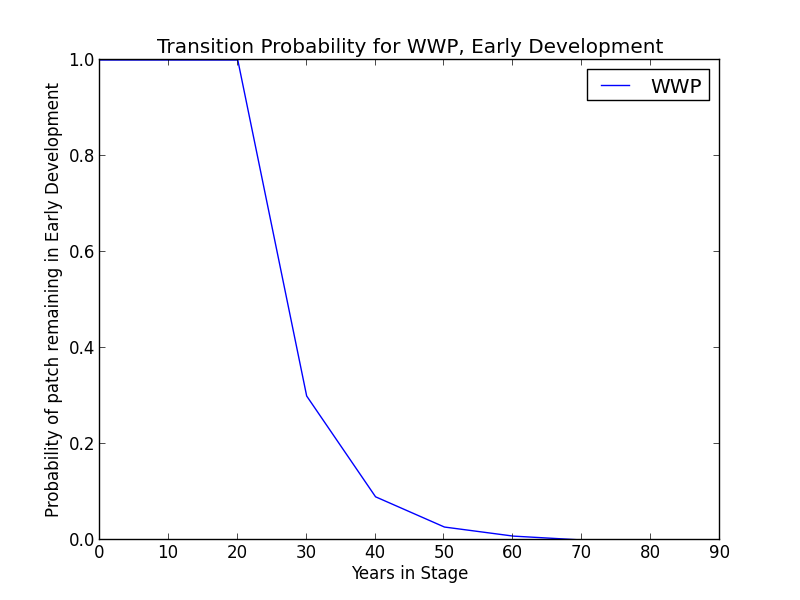 Transition Probability for WWP, Early Development
WWP
Probability of patch remaining in Early Development
1.0
0.8
0.6
0.4
0.2
0.0
0 10 20 30 40 50 60 70 80 90
Years in Stage